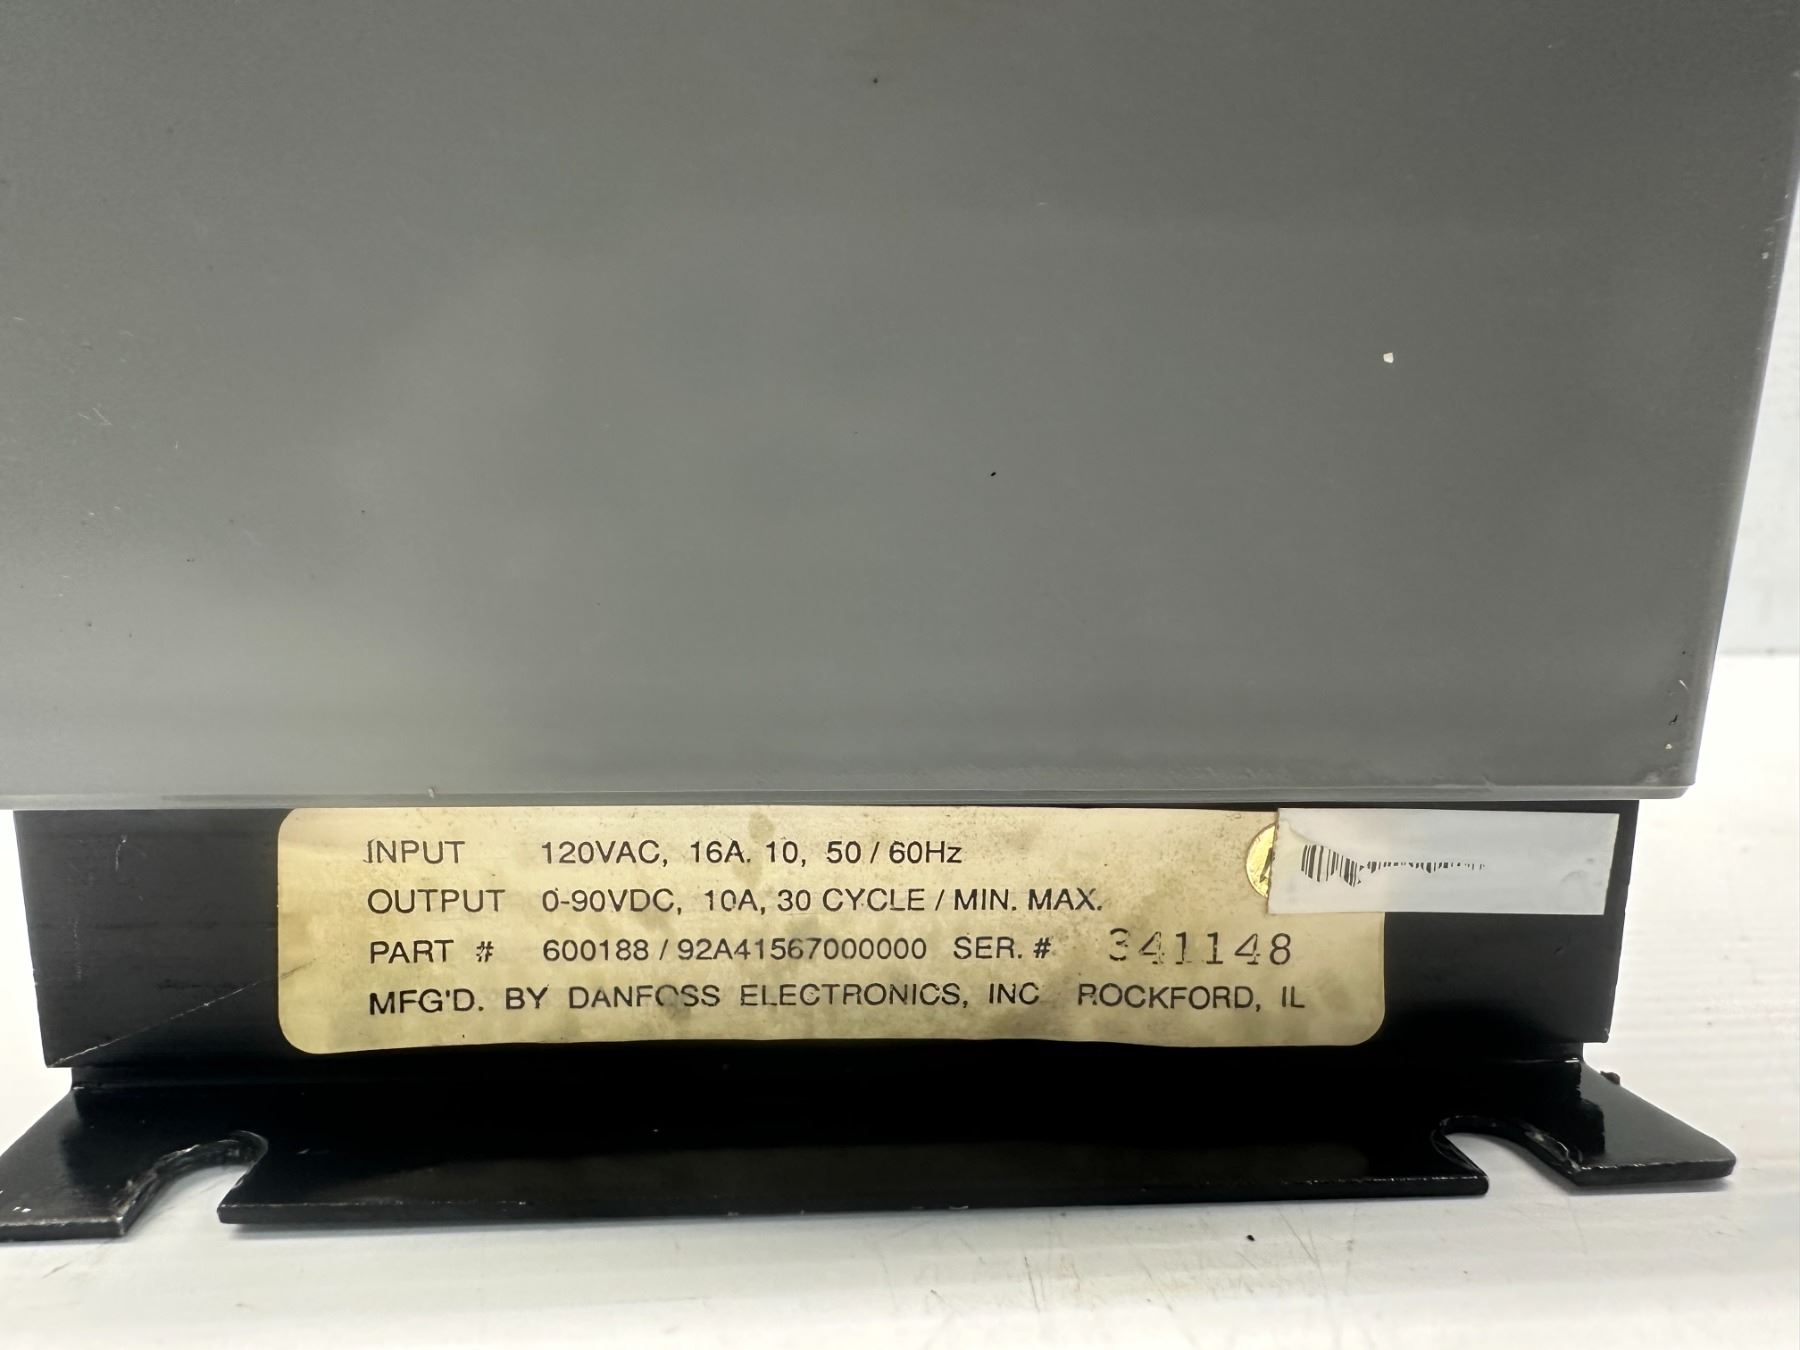 INPUT 120VAC, 16A. 10, 50 / 60Hz
OUTPUT 0-90VDC, 10A, 30 CYCLE / MIN. MAX.
PART # 600188 / 92A41567000000 SER. # 341148
MFG'D. BY DANFOSS ELECTRONICS, INC ROCKFORD, IL